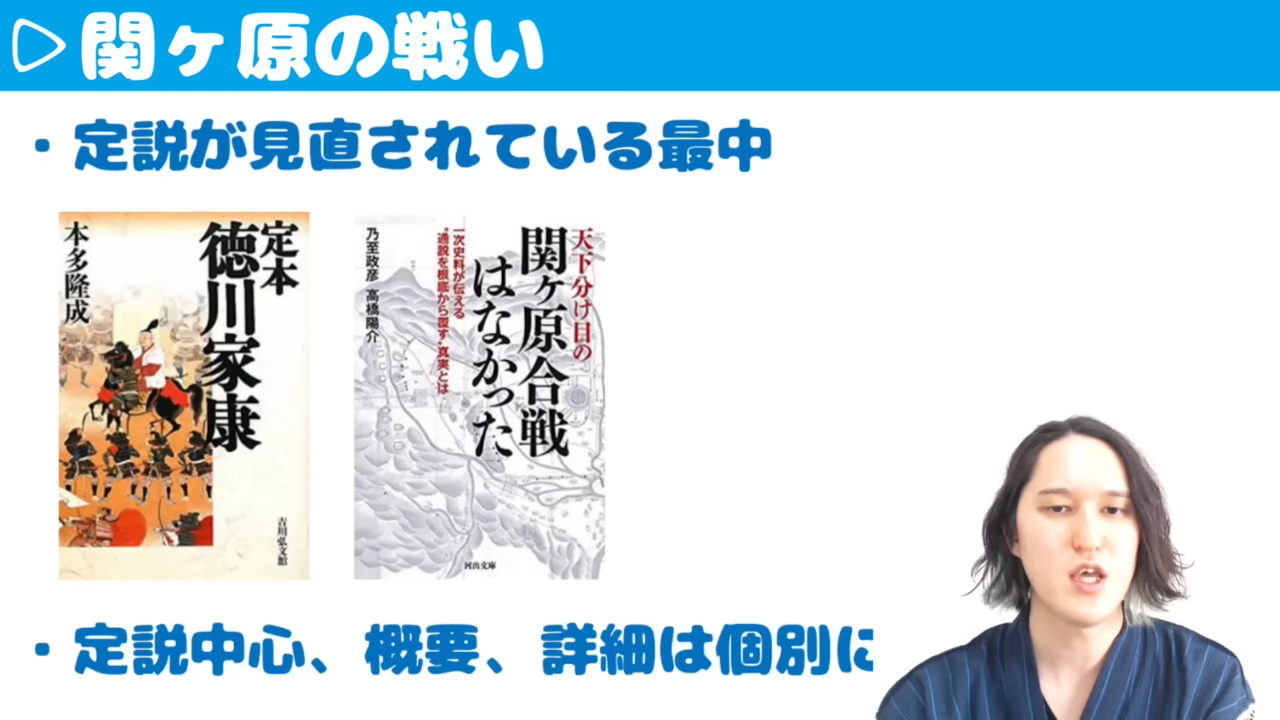 関ヶ原の戦い
・定説が見直されている最中
定本
徳川家康
本多隆成
吉川弘文館
天下分け目の
関ヶ原合戦
はなかった
一次史料が伝える
“通説を根底から覆す”真実とは
乃至政彦 高橋陽介
河出文庫
・定説中心、概要、詳細は個別に